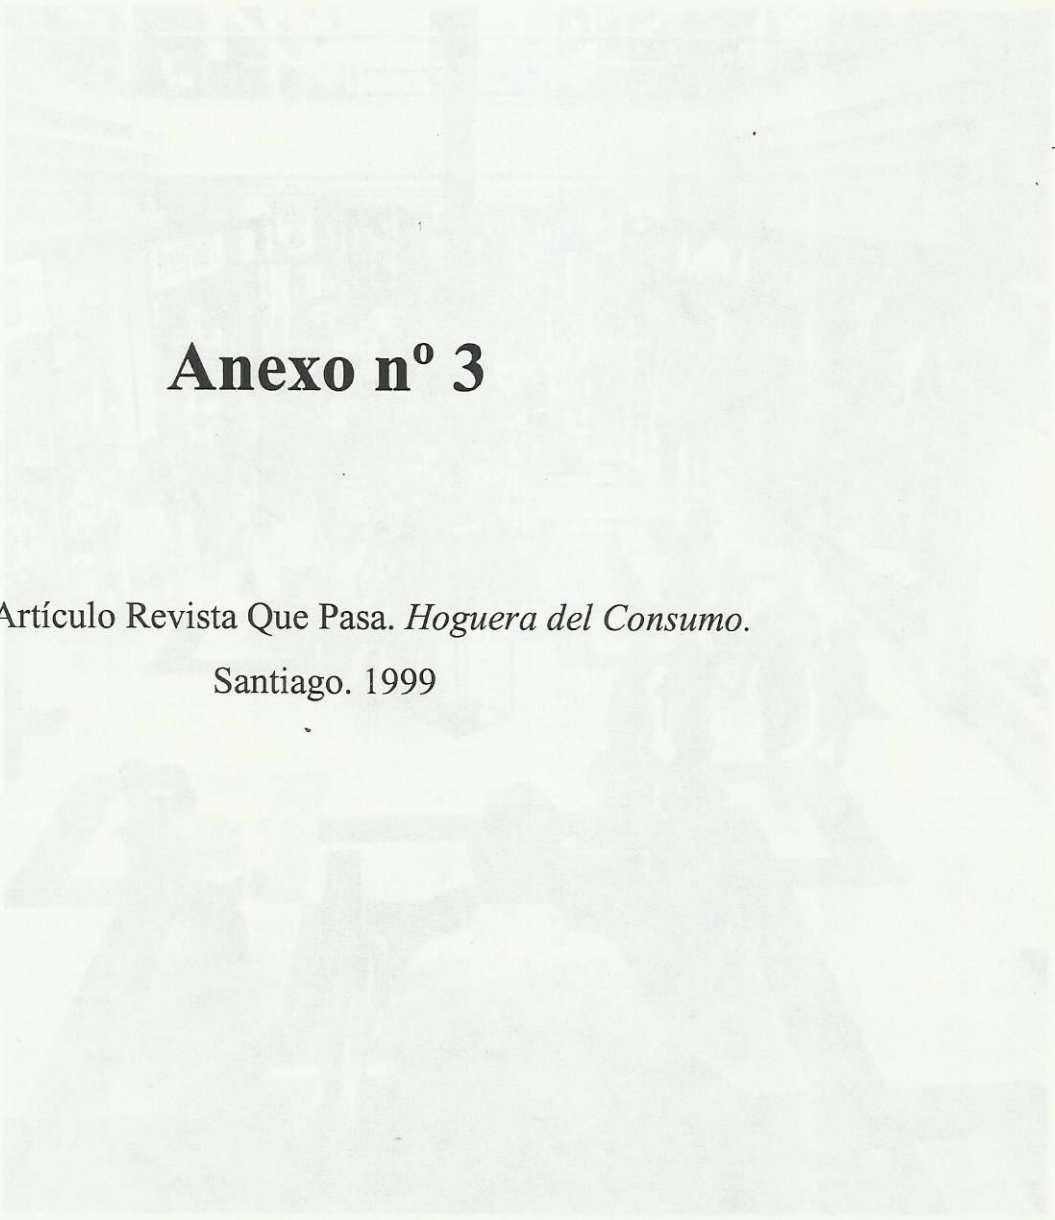 Anexo nº 3
Artículo Revista Que Pasa. Hoguera del Consumo.
Santiago. 1999